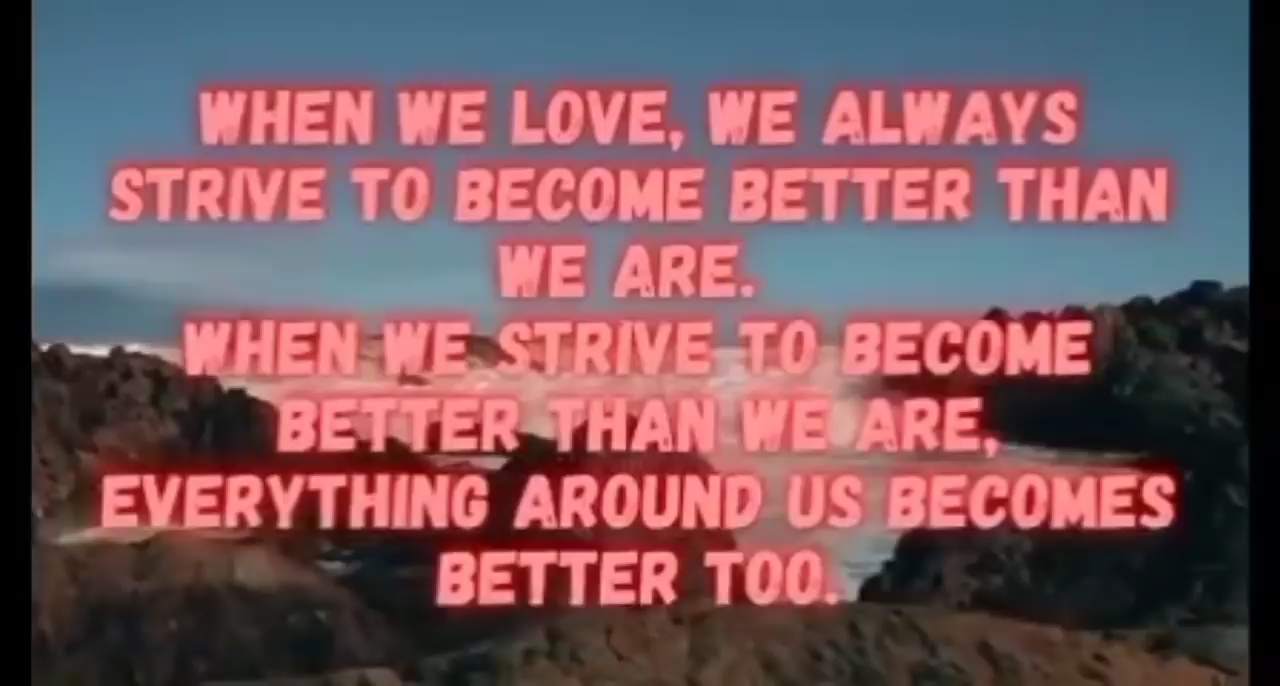 WHEN WE LOVE, WE ALWAYS
STRIVE TO BECOME BETTER THAN
WE ARE.
WHEN WE STRIVE TO BECOME
BETTER THAN WE ARE,
EVERYTHING AROUND US BECOMES
BETTER TOO.